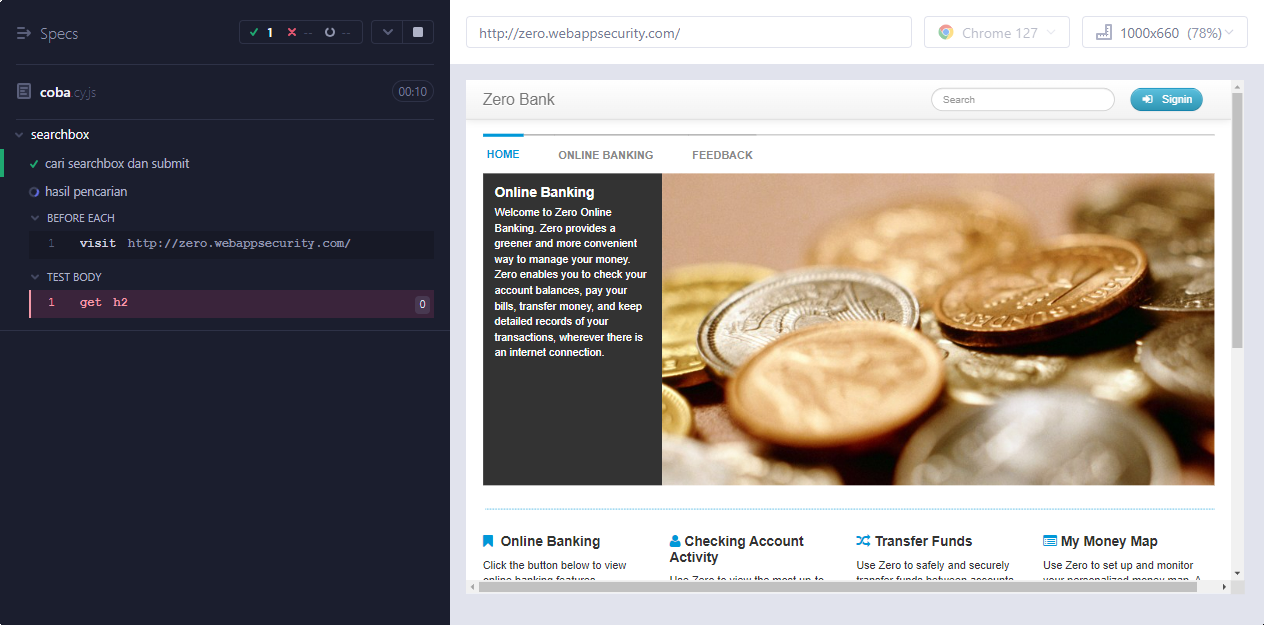 Specs
1
--
--
coba.cy.js
00:10
searchbox
cari searchbox dan submit
hasil pencarian
BEFORE EACH
1 visit http://zero.webappsecurity.com/
TEST BODY
1 get h2
0
http://zero.webappsecurity.com/
Chrome 127
1000x660 (78%)
Zero Bank
Search
Signin
HOME
ONLINE BANKING
FEEDBACK
Online Banking
Welcome to Zero Online
Banking. Zero provides a
greener and more convenient
way to manage your money.
Zero enables you to check your
account balances, pay your
bills, transfer money, and keep
detailed records of your
transactions, wherever there is
an internet connection.
Online Banking
Click the button below to view
online banking features.
Checking Account
Activity
Use Zero to view the most up-to
Transfer Funds
Use Zero to safely and securely
transfer funds between accounts.
My Money Map
Use Zero to set up and monitor
your personalized money map. A